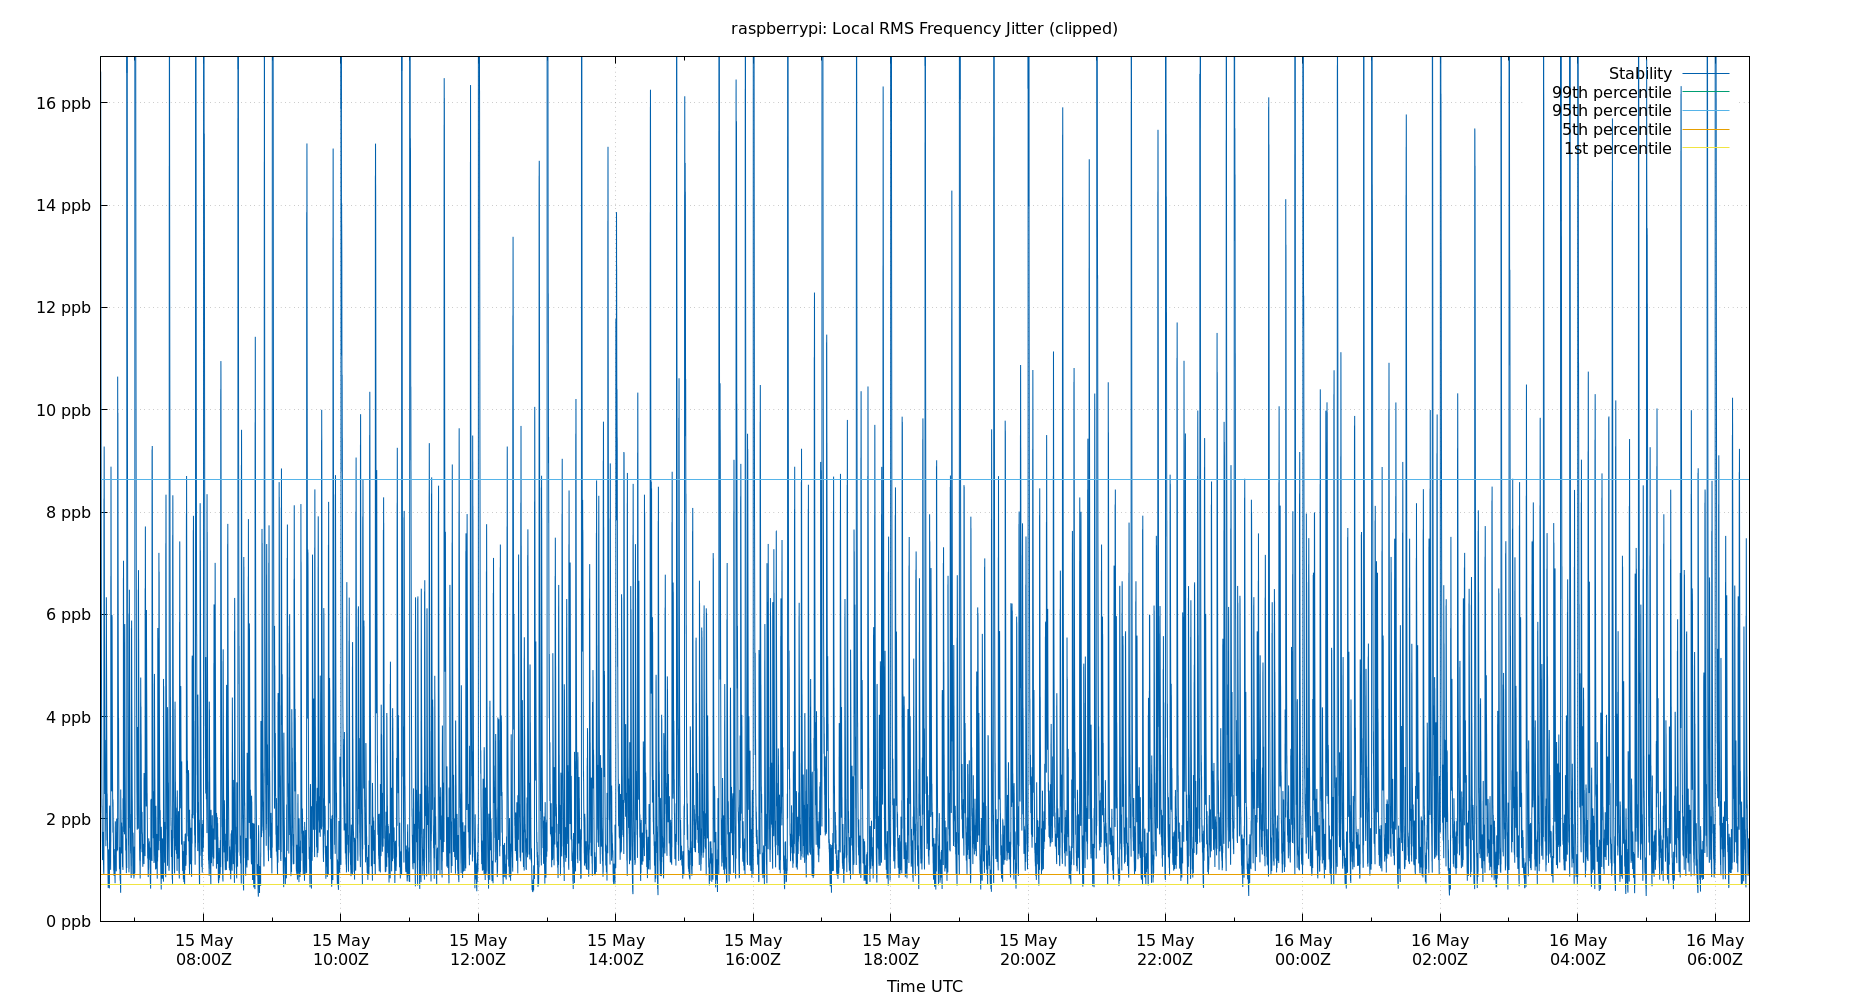 raspberrypi: Local RMS Frequency Jitter (clipped)
Stability
99th percentile
95th percentile
5th percentile
1st percentile
16 ppb
14 ppb
12 ppb
10 ppb
8 ppb
6 ppb
4 ppb
2 ppb
0 ppb
15 May 15 May 15 May 15 May 15 May 15 May 15 May 15 May 16 May 16 May 16 May 16 May
08:00Z 10:00Z 12:00Z 14:00Z 16:00Z 18:00Z 20:00Z 22:00Z 00:00Z 02:00Z 04:00Z 06:00Z
Time UTC